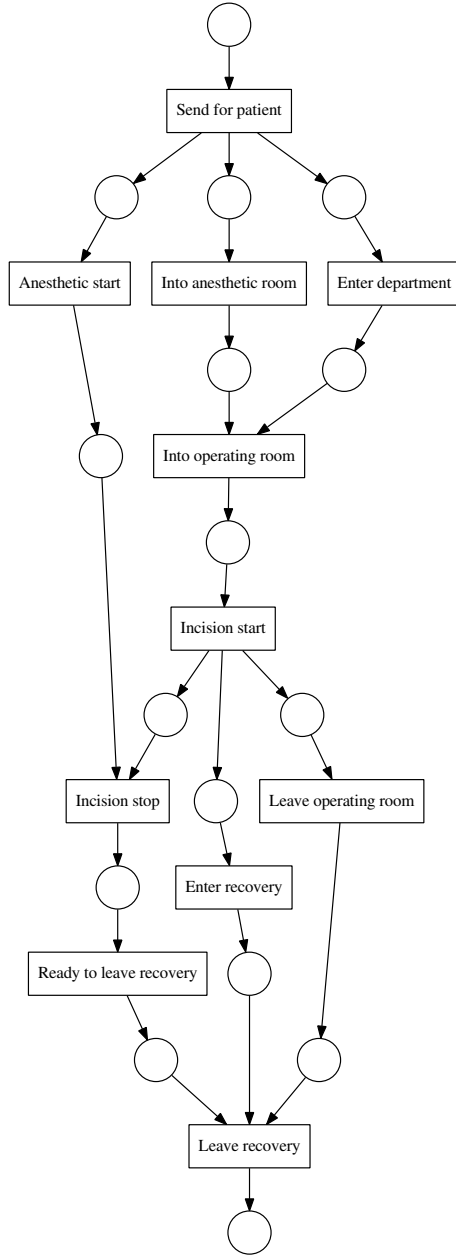 Send for patient
Anesthetic start
Into anesthetic room
Enter department
Into operating room
Incision start
Incision stop
Leave operating room
Enter recovery
Ready to leave recovery
Leave recovery